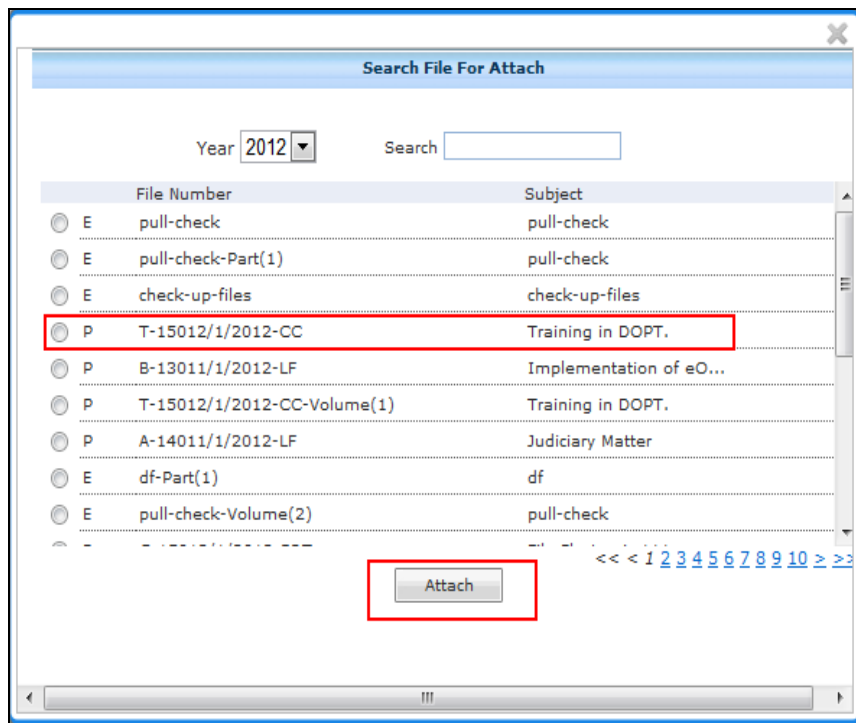 Search File For Attach
Year 2012 Search
File Number Subject
E pull-check pull-check
E pull-check-Part(1) pull-check
E check-up-files check-up-files
P T-15012/1/2012-CC Training in DOPT.
P B-13011/1/2012-LF Implementation of eO...
P T-15012/1/2012-CC-Volume(1) Training in DOPT.
P A-14011/1/2012-LF Judiciary Matter
E df-Part(1) df
E pull-check-Volume(2) pull-check
<< < 1 2 3 4 5 6 7 8 9 10 > >>
Attach